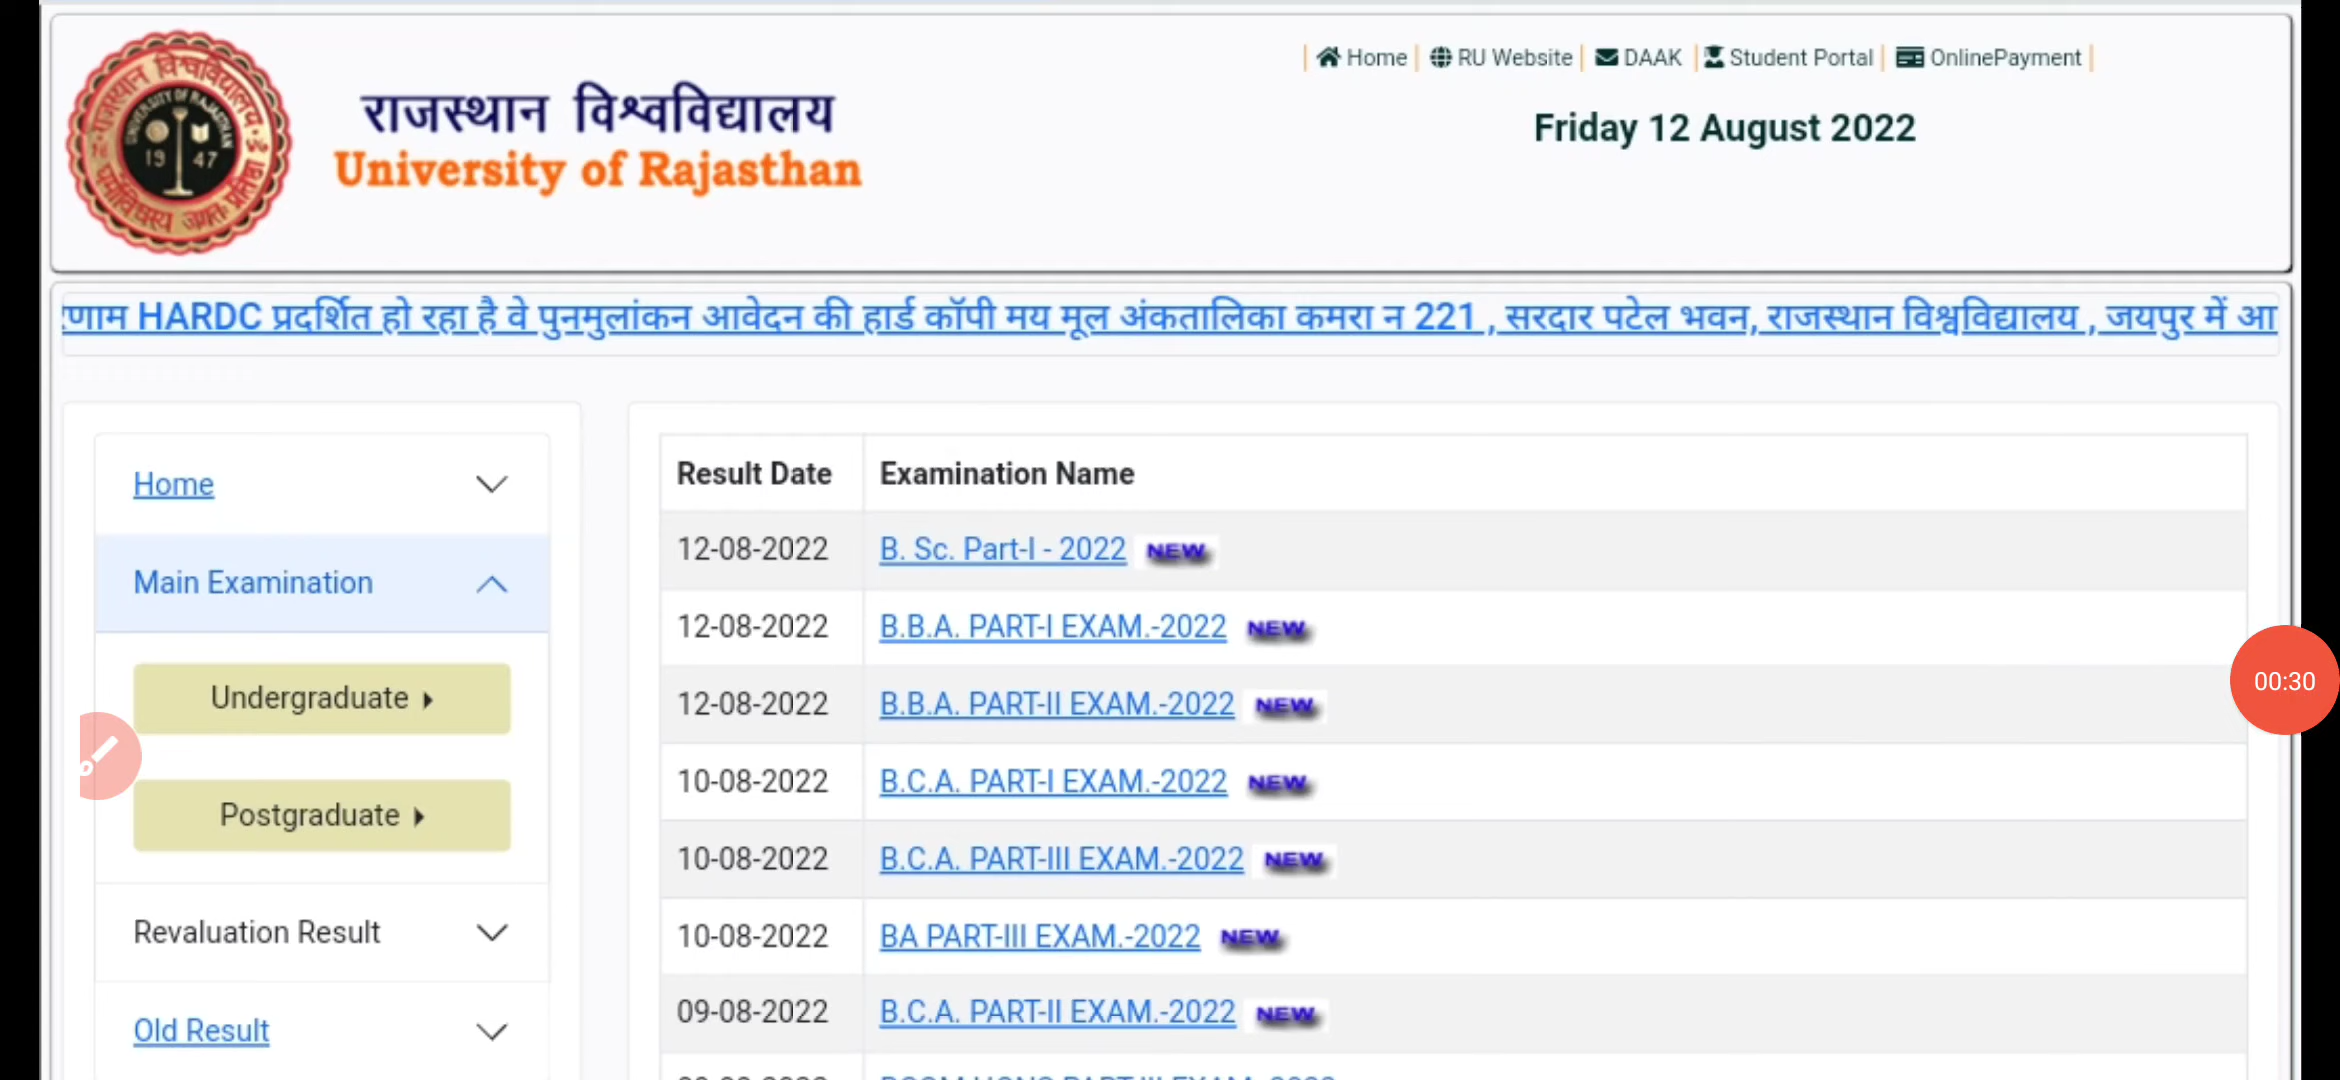 Home RU Website DAAK Student Portal OnlinePayment
राजस्थान विश्वविद्यालय
University of Rajasthan
UNIVERSITY OF RAJASTHAN
1947
Friday 12 August 2022
HARDC प्रदर्शित हो रहा है वे पुनमुलांकन आवेदन की हार्ड कॉपी मय मूल अंकतालिका कमरा न 221 , सरदार पटेल भवन, राजस्थान विश्वविद्यालय , जयपुर में
Home
Main Examination
Undergraduate
Postgraduate
Revaluation Result
Old Result
Result Date Examination Name
12-08-2022 B. Sc. Part-I - 2022 NEW
12-08-2022 B.B.A. PART-I EXAM.-2022 NEW
12-08-2022 B.B.A. PART-II EXAM.-2022 NEW
10-08-2022 B.C.A. PART-I EXAM.-2022 NEW
10-08-2022 B.C.A. PART-III EXAM.-2022 NEW
10-08-2022 BA PART-III EXAM.-2022 NEW
09-08-2022 B.C.A. PART-II EXAM.-2022 NEW
00:30